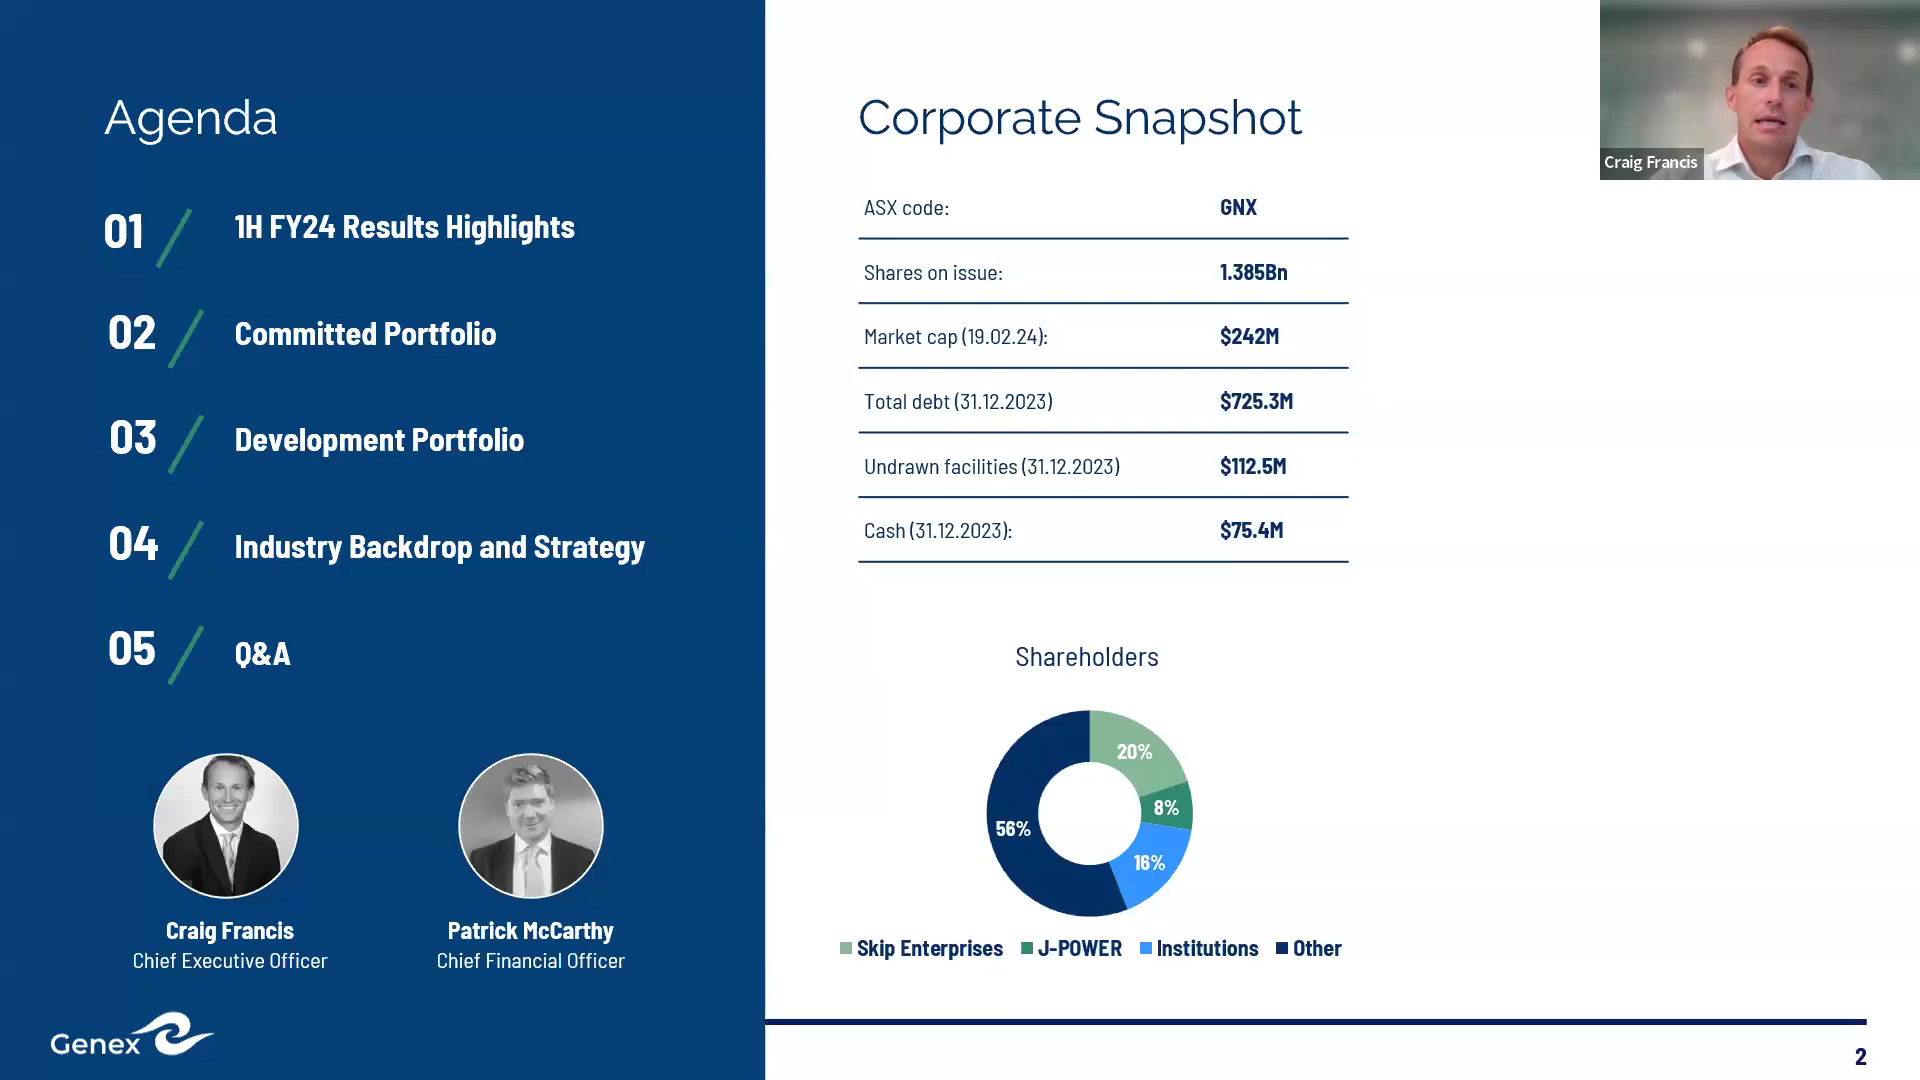 Agenda
01
1H FY24 Results Highlights
02
Committed Portfolio
03
Development Portfolio
04
Industry Backdrop and Strategy
05
Q&A
Craig Francis
Chief Executive Officer
Patrick McCarthy
Chief Financial Officer
Genex
Corporate Snapshot
ASX code: GNX
Shares on issue: 1.385Bn
Market cap (19.02.24): $242M
Total debt (31.12.2023) $725.3M
Undrawn facilities (31.12.2023) $112.5M
Cash (31.12.2023): $75.4M
Shareholders
20%
8%
56%
16%
Skip Enterprises J-POWER Institutions Other
Craig Francis
2